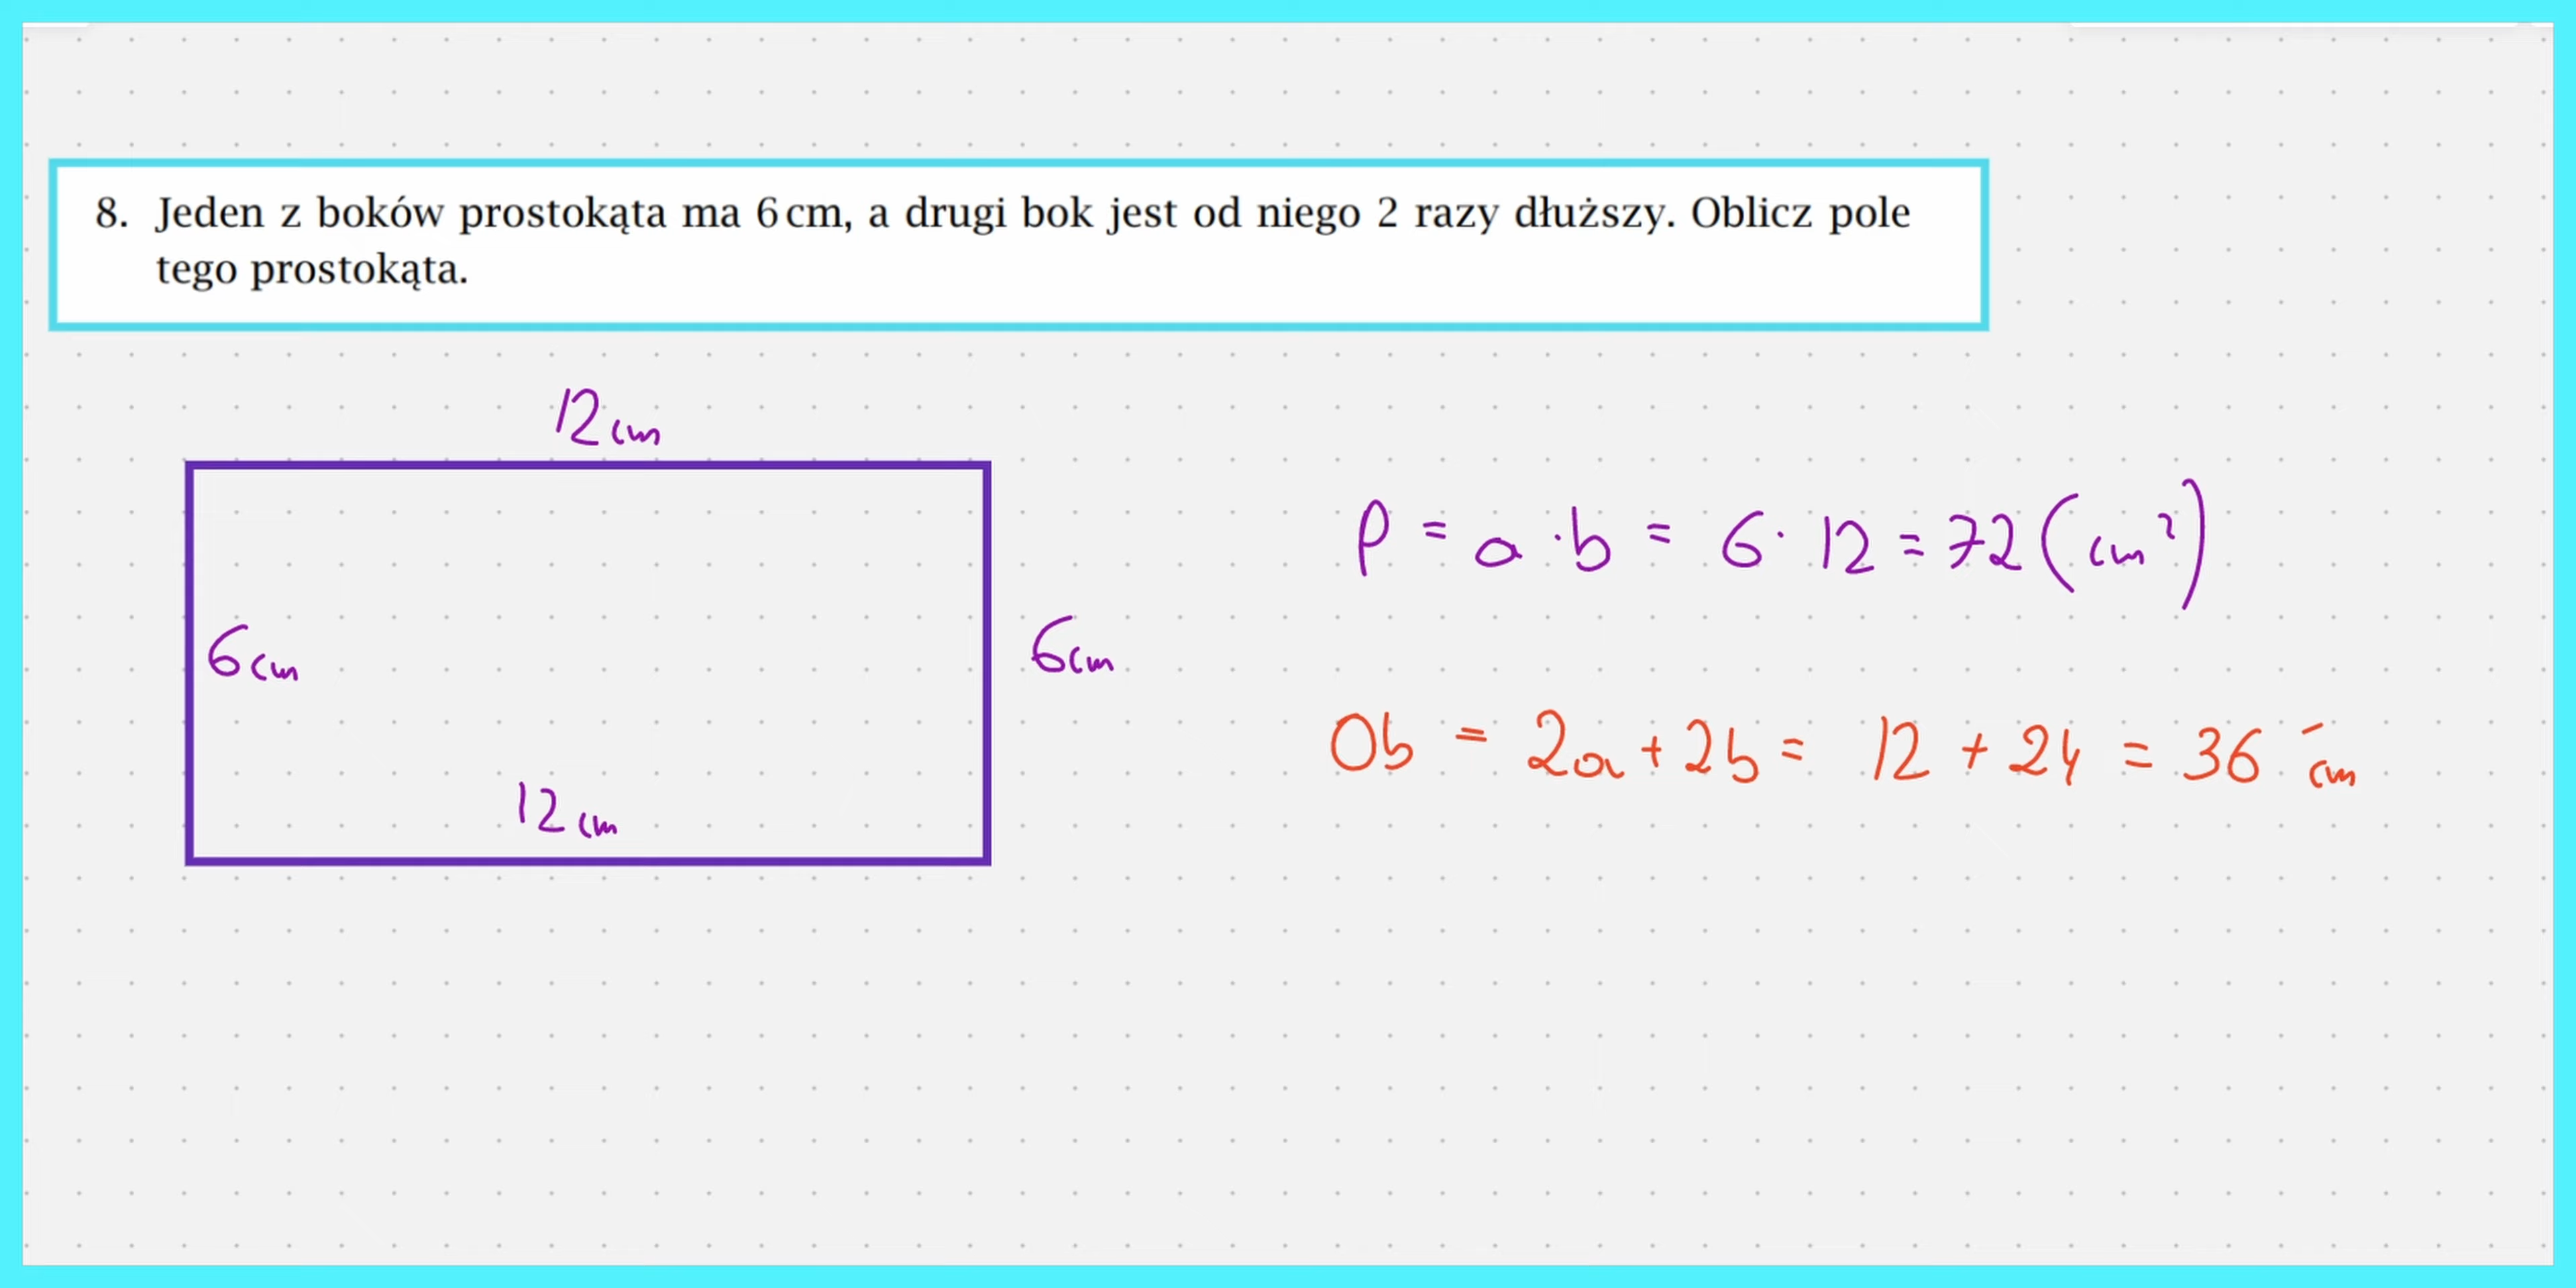 8. Jeden z boków prostokąta ma 6 cm, a drugi bok jest od niego 2 razy dłuższy. Oblicz pole
tego prostokąta.
12 cm
6 cm
6 cm
12 cm
P = a · b = 6 · 12 = 72 (cm²)
Ob = 2a + 2b = 12 + 24 = 36 cm